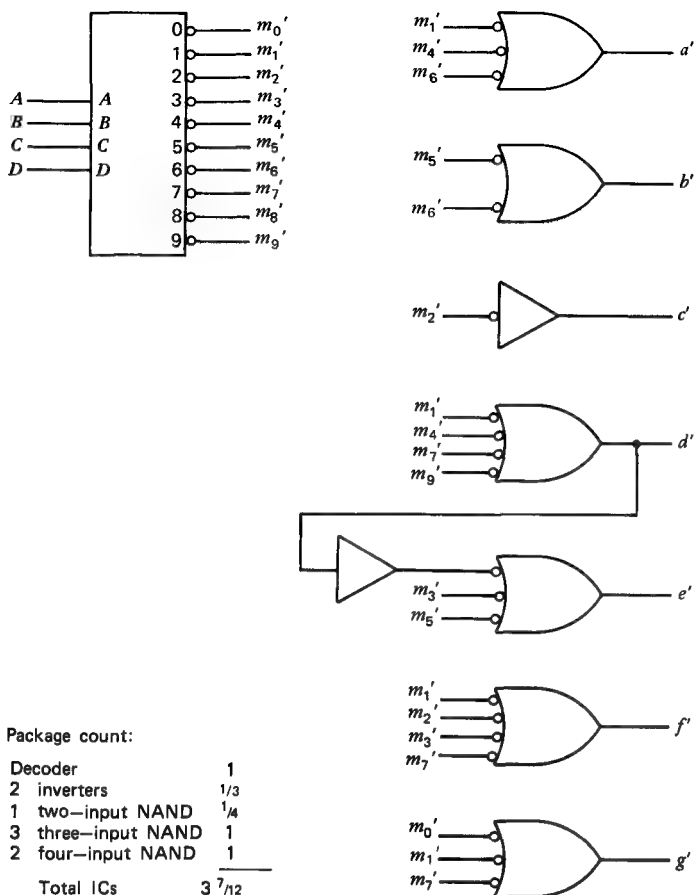 0 m₀'
1 m₁'
2 m₂'
A A 3 m₃'
B B 4 m₄'
C C 5 m₅'
D D 6 m₆'
7 m₇'
8 m₈'
9 m₉'
m₁'
m₄' a'
m₆'
m₅'
b'
m₆'
m₂' c'
m₁'
m₄' d'
m₇'
m₉'
m₃' e'
m₅'
m₁'
m₂' f'
m₃'
m₇'
m₀'
m₁' g'
m₇'
Package count:
Decoder 1
2 inverters 1/3
1 two–input NAND 1/4
3 three–input NAND 1
2 four–input NAND 1
Total ICs 3 7/12